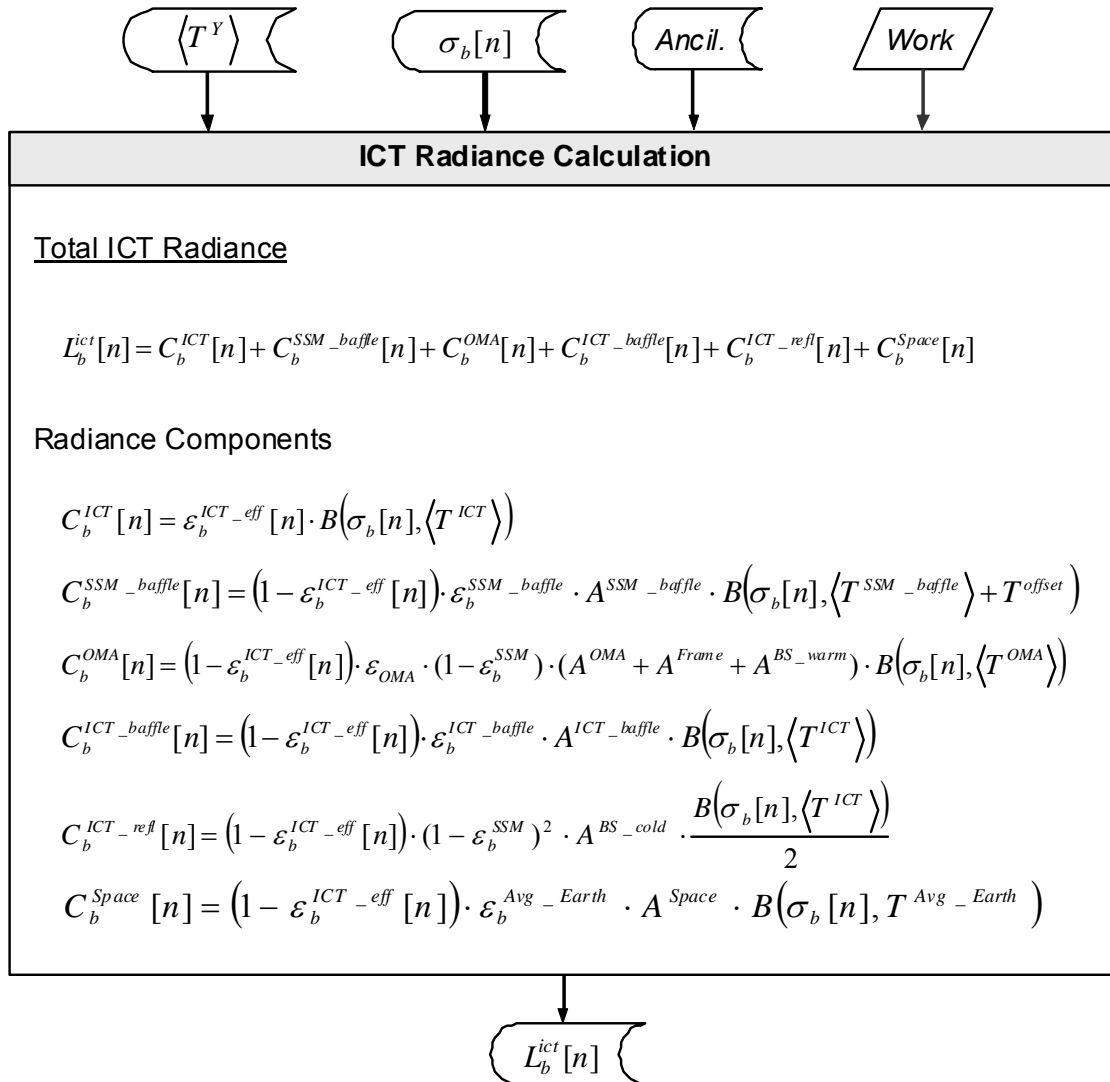 ⟨T^Y⟩ σ_b[n] Ancil. Work
ICT Radiance Calculation
Total ICT Radiance
L_b^{ict}[n] = C_b^{ICT}[n] + C_b^{SSM_baffle}[n] + C_b^{OMA}[n] + C_b^{ICT_baffle}[n] + C_b^{ICT_refl}[n] + C_b^{Space}[n]
Radiance Components
C_b^{ICT}[n] = ε_b^{ICT_eff}[n] · B(σ_b[n], ⟨T^{ICT}⟩)
C_b^{SSM_baffle}[n] = (1 − ε_b^{ICT_eff}[n]) · ε_b^{SSM_baffle} · A^{SSM_baffle} · B(σ_b[n], ⟨T^{SSM_baffle}⟩ + T^{offset})
C_b^{OMA}[n] = (1 − ε_b^{ICT_eff}[n]) · ε_{OMA} · (1 − ε_b^{SSM}) · (A^{OMA} + A^{Frame} + A^{BS_warm}) · B(σ_b[n], ⟨T^{OMA}⟩)
C_b^{ICT_baffle}[n] = (1 − ε_b^{ICT_eff}[n]) · ε_b^{ICT_baffle} · A^{ICT_baffle} · B(σ_b[n], ⟨T^{ICT}⟩)
C_b^{ICT_refl}[n] = (1 − ε_b^{ICT_eff}[n]) · (1 − ε_b^{SSM})^2 · A^{BS_cold} · B(σ_b[n], ⟨T^{ICT}⟩) / 2
C_b^{Space}[n] = (1 − ε_b^{ICT_eff}[n]) · ε_b^{Avg_Earth} · A^{Space} · B(σ_b[n], T^{Avg_Earth})
L_b^{ict}[n]